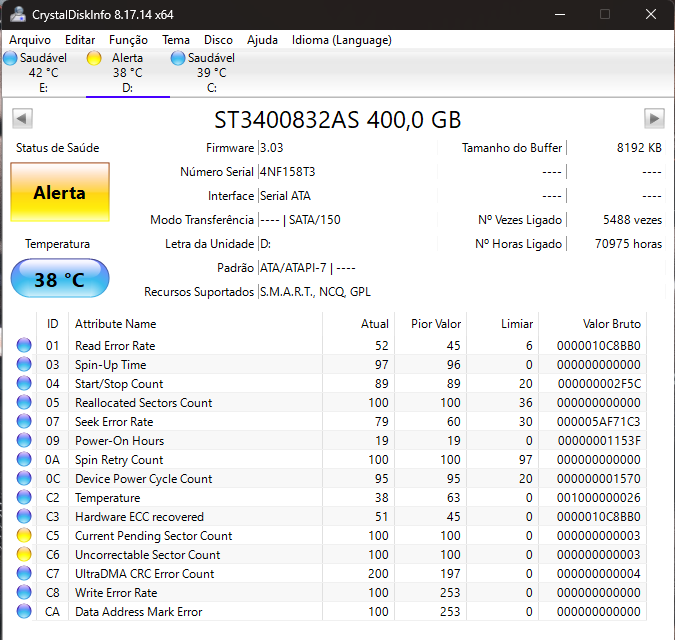 CrystalDiskInfo 8.17.14 x64
Arquivo Editar Função Tema Disco Ajuda Idioma (Language)
Saudável Alerta Saudável
42 °C 38 °C 39 °C
E: D: C:
ST3400832AS 400,0 GB
Status de Saúde Firmware 3.03 Tamanho do Buffer 8192 KB
Número Serial 4NF158T3 ---- ----
Alerta Interface Serial ATA ---- ----
Modo Transferência ---- | SATA/150 Nº Vezes Ligado 5488 vezes
Temperatura Letra da Unidade D: Nº Horas Ligado 70975 horas
38 °C Padrão ATA/ATAPI-7 | ----
Recursos Suportados S.M.A.R.T., NCQ, GPL
ID Attribute Name Atual Pior Valor Limiar Valor Bruto
01 Read Error Rate 52 45 6 0000010C8BB0
03 Spin-Up Time 97 96 0 000000000000
04 Start/Stop Count 89 89 20 000000002F5C
05 Reallocated Sectors Count 100 100 36 000000000000
07 Seek Error Rate 79 60 30 000005AF71C3
09 Power-On Hours 19 19 0 00000001153F
0A Spin Retry Count 100 100 97 000000000000
0C Device Power Cycle Count 95 95 20 000000001570
C2 Temperature 38 63 0 001000000026
C3 Hardware ECC recovered 51 45 0 0000010C8BB0
C5 Current Pending Sector Count 100 100 0 000000000003
C6 Uncorrectable Sector Count 100 100 0 000000000003
C7 UltraDMA CRC Error Count 200 197 0 000000000004
C8 Write Error Rate 100 253 0 000000000000
CA Data Address Mark Error 100 253 0 000000000000